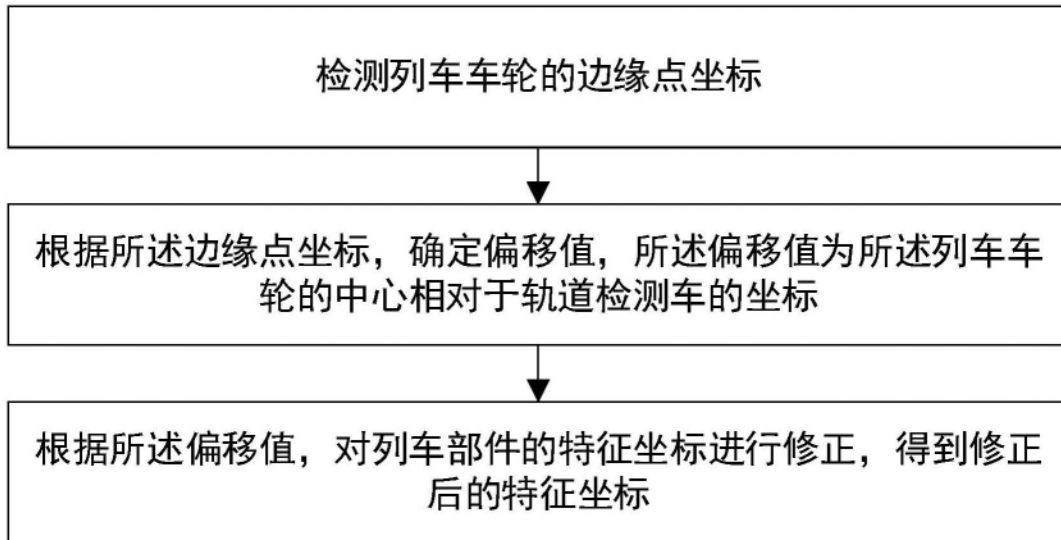 检测列车车轮的边缘点坐标
根据所述边缘点坐标，确定偏移值，所述偏移值为所述列车车
轮的中心相对于轨道检测车的坐标
根据所述偏移值，对列车部件的特征坐标进行修正，得到修正
后的特征坐标